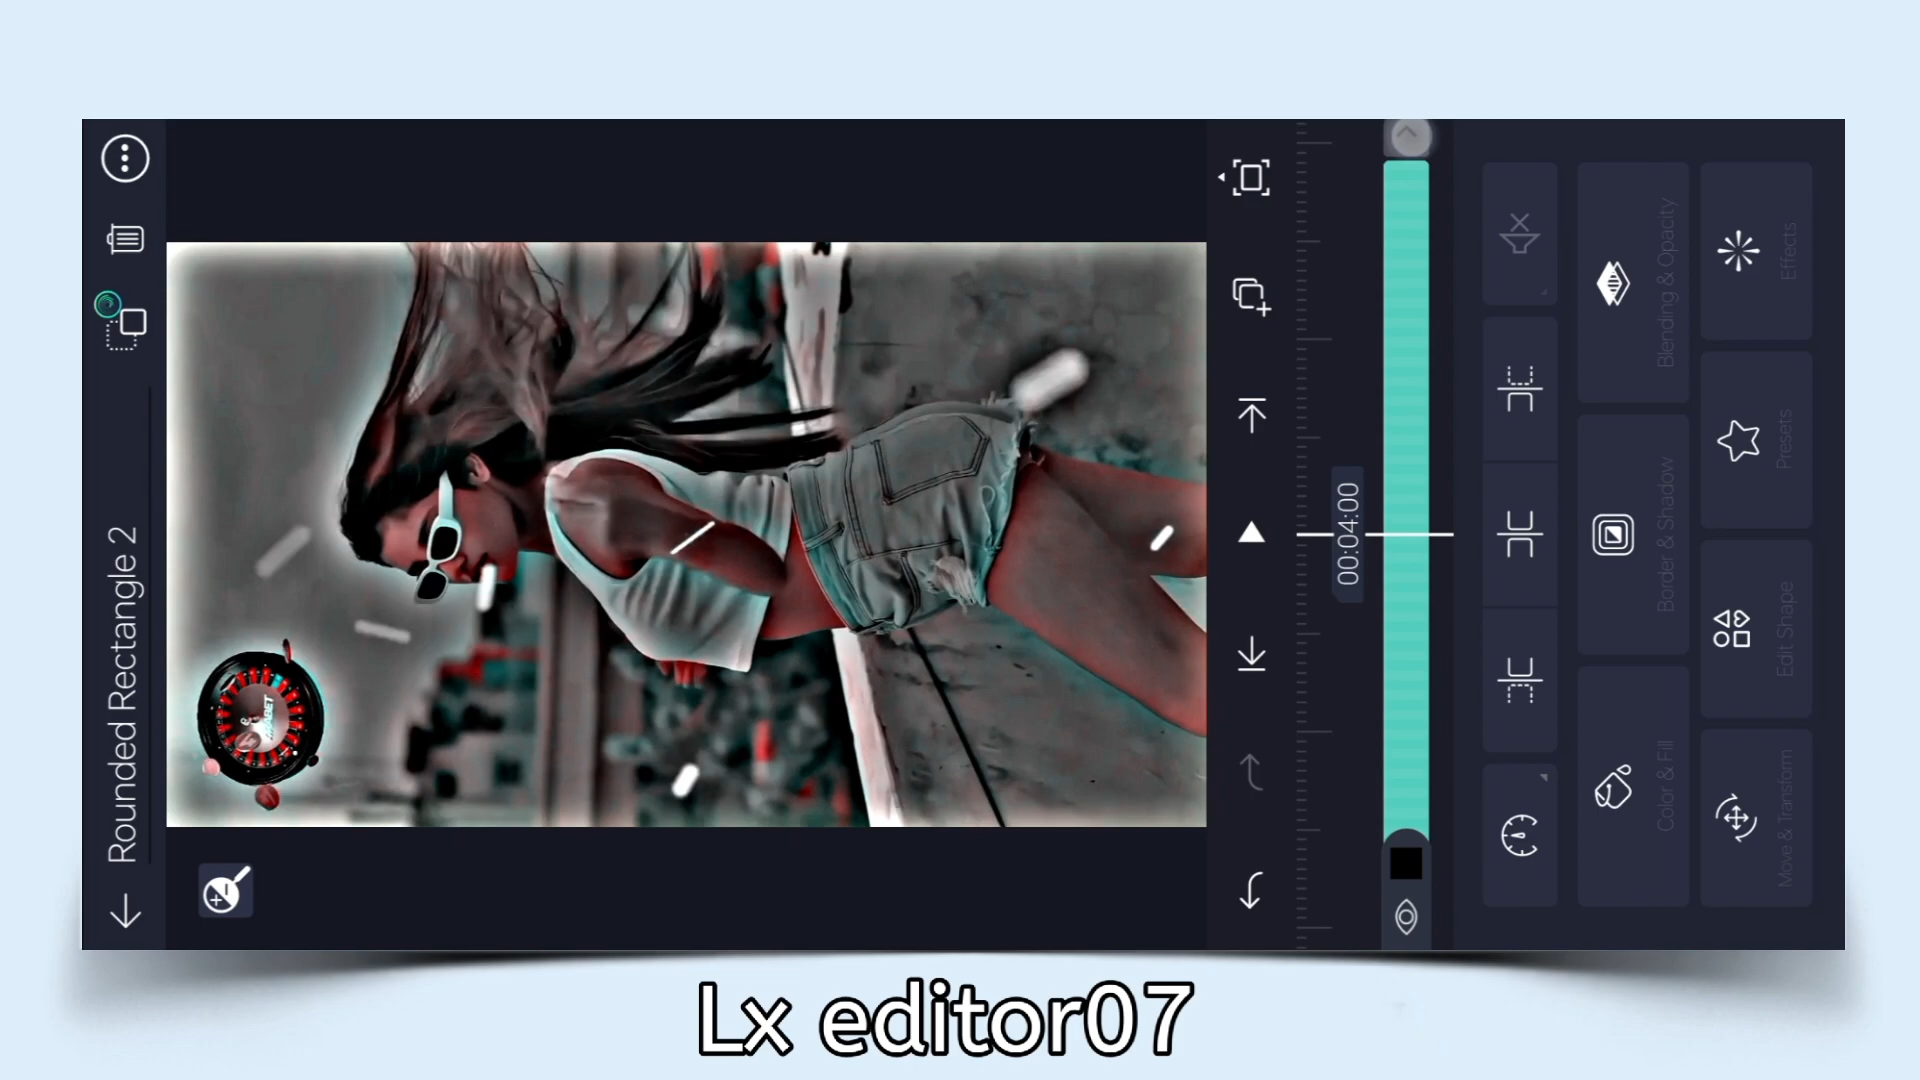 Rounded Rectangle 2
00:04:00
Blending & Opacity
Border & Shadow
Color & Fill
Effects
Presets
Edit Shape
Move & Transform
Lx editor07